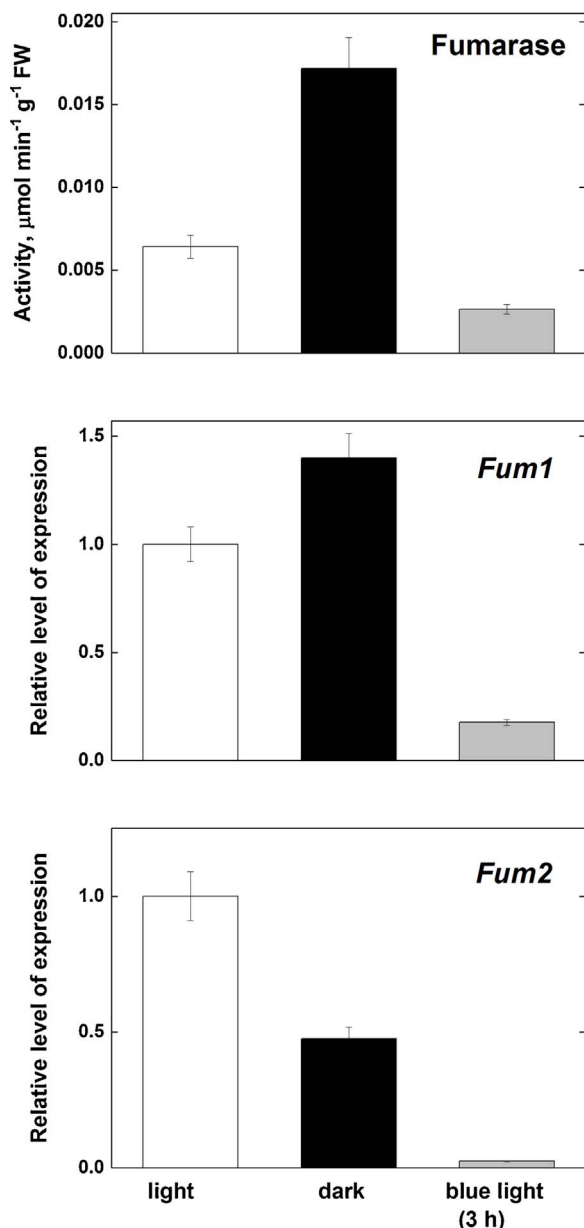 Fumarase
Activity, μmol min⁻¹ g⁻¹ FW
0.020
0.015
0.010
0.005
0.000
Fum1
Relative level of expression
1.5
1.0
0.5
0.0
Fum2
Relative level of expression
1.0
0.5
0.0
light dark blue light
(3 h)